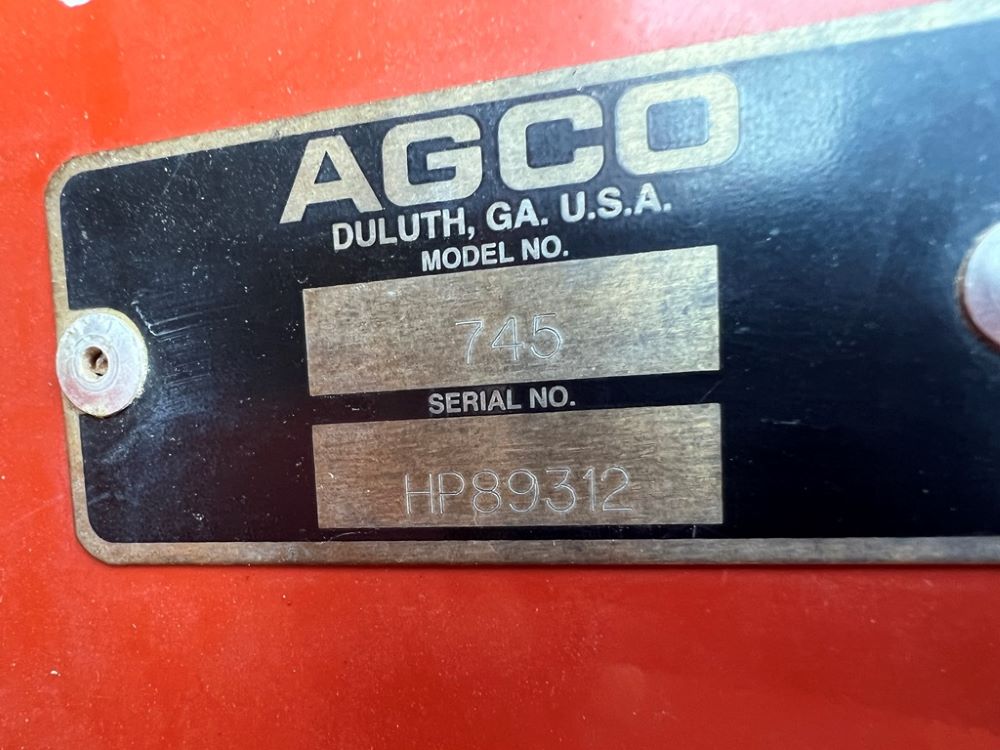 AGCO
DULUTH, GA. U.S.A.
MODEL NO.
745
SERIAL NO.
HP89312